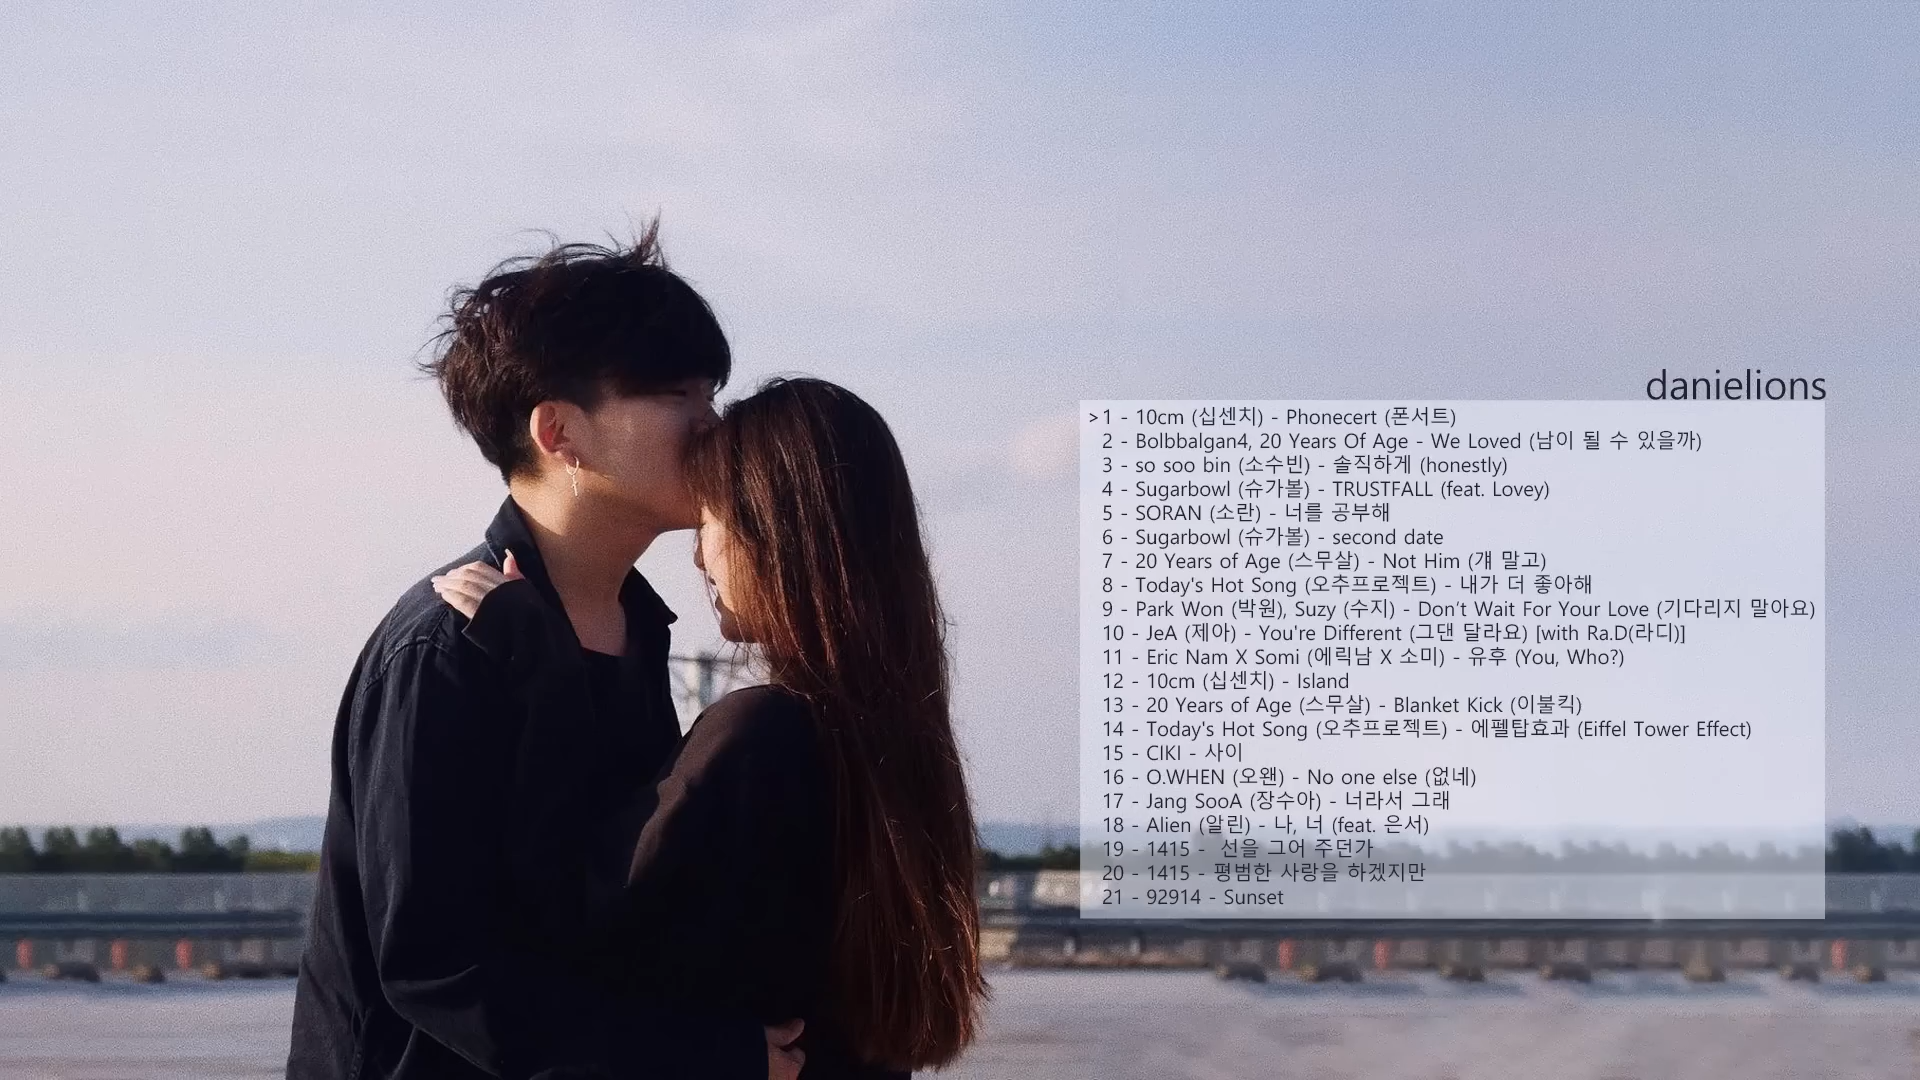 danielions
>1 - 10cm (십센치) - Phonecert (폰서트)
2 - Bolbbalgan4, 20 Years Of Age - We Loved (남이 될 수 있을까)
3 - so soo bin (소수빈) - 솔직하게 (honestly)
4 - Sugarbowl (슈가볼) - TRUSTFALL (feat. Lovey)
5 - SORAN (소란) - 너를 공부해
6 - Sugarbowl (슈가볼) - second date
7 - 20 Years of Age (스무살) - Not Him (걔 말고)
8 - Today's Hot Song (오추프로젝트) - 내가 더 좋아해
9 - Park Won (박원), Suzy (수지) - Don't Wait For Your Love (기다리지 말아요)
10 - JeA (제아) - You're Different (그댄 달라요) [with Ra.D(라디)]
11 - Eric Nam X Somi (에릭남 X 소미) - 유후 (You, Who?)
12 - 10cm (십센치) - Island
13 - 20 Years of Age (스무살) - Blanket Kick (이불킥)
14 - Today's Hot Song (오추프로젝트) - 에펠탑효과 (Eiffel Tower Effect)
15 - CIKI - 사이
16 - O.WHEN (오왠) - No one else (없네)
17 - Jang SooA (장수아) - 너라서 그래
18 - Alien (알린) - 나, 너 (feat. 은서)
19 - 1415 - 선을 그어 주던가
20 - 1415 - 평범한 사랑을 하겠지만
21 - 92914 - Sunset